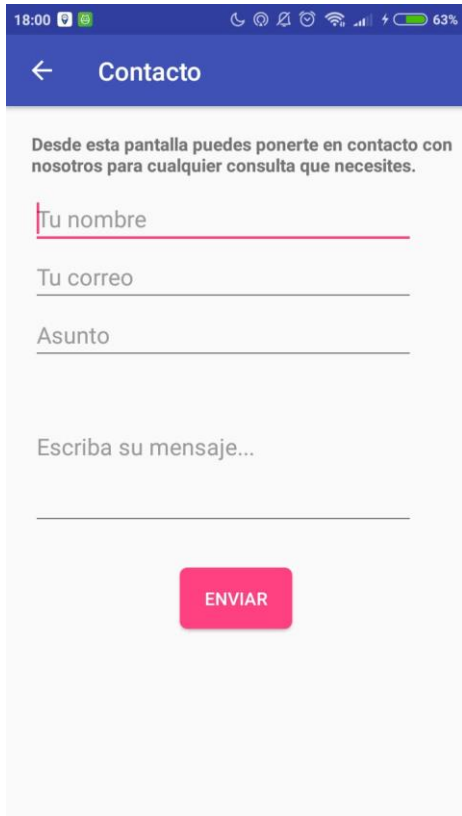 18:00 63%
Contacto
Desde esta pantalla puedes ponerte en contacto con
nosotros para cualquier consulta que necesites.
Tu nombre
Tu correo
Asunto
Escriba su mensaje...
ENVIAR